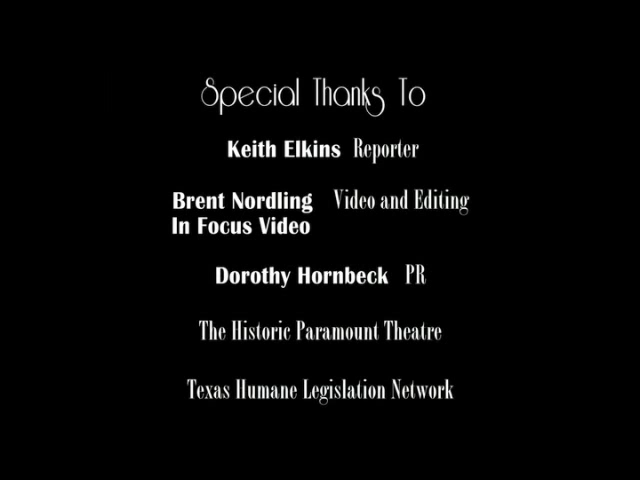 Special Thanks To
Keith Elkins Reporter
Brent Nordling Video and Editing
In Focus Video
Dorothy Hornbeck PR
The Historic Paramount Theatre
Texas Humane Legislation Network